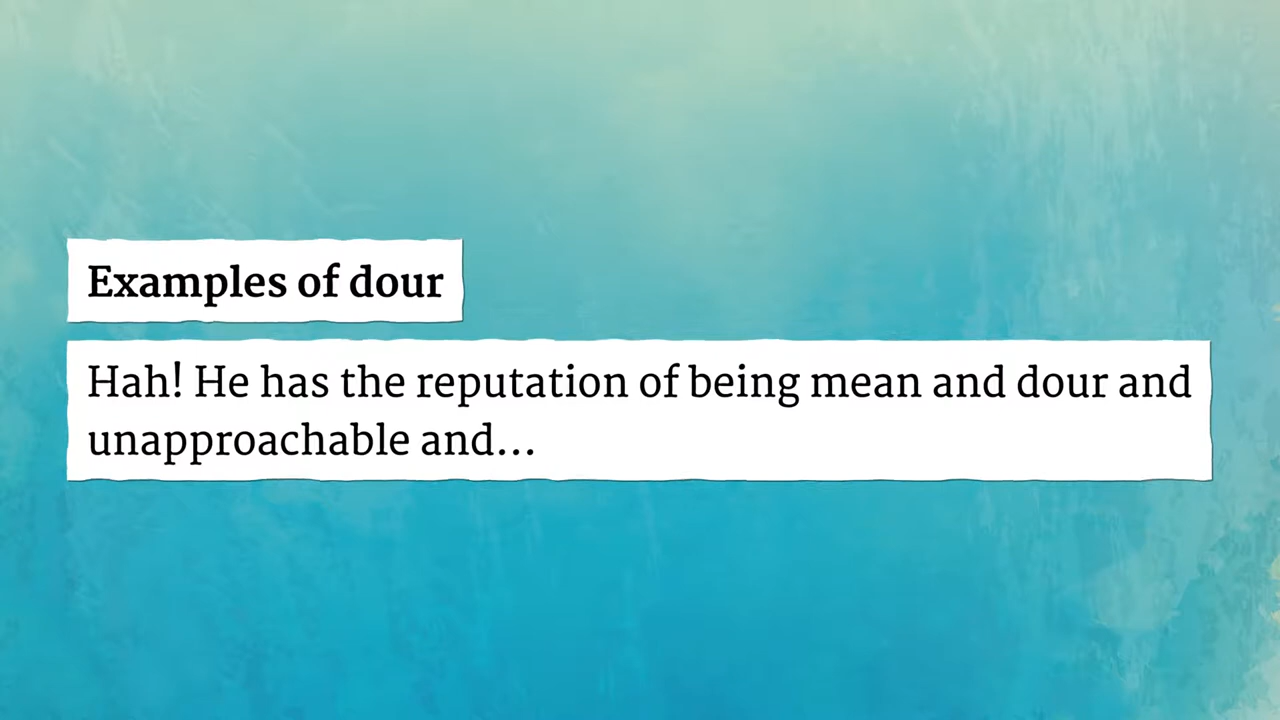 Examples of dour
Hah! He has the reputation of being mean and dour and
unapproachable and...